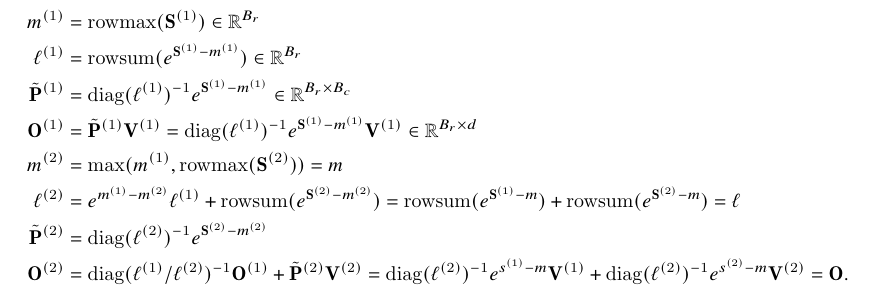 m^{(1)} = rowmax(𝐒^{(1)}) ∈ ℝ^{B_r}
ℓ^{(1)} = rowsum(e^{𝐒^{(1)}−m^{(1)}}) ∈ ℝ^{B_r}
𝐏̃^{(1)} = diag(ℓ^{(1)})^{−1}e^{𝐒^{(1)}−m^{(1)}} ∈ ℝ^{B_r×B_c}
𝐎^{(1)} = 𝐏̃^{(1)}𝐕^{(1)} = diag(ℓ^{(1)})^{−1}e^{𝐒^{(1)}−m^{(1)}}𝐕^{(1)} ∈ ℝ^{B_r×d}
m^{(2)} = max(m^{(1)}, rowmax(𝐒^{(2)})) = m
ℓ^{(2)} = e^{m^{(1)}−m^{(2)}}ℓ^{(1)} + rowsum(e^{𝐒^{(2)}−m^{(2)}}) = rowsum(e^{𝐒^{(1)}−m}) + rowsum(e^{𝐒^{(2)}−m}) = ℓ
𝐏̃^{(2)} = diag(ℓ^{(2)})^{−1}e^{𝐒^{(2)}−m^{(2)}}
𝐎^{(2)} = diag(ℓ^{(1)}/ℓ^{(2)})^{−1}𝐎^{(1)} + 𝐏̃^{(2)}𝐕^{(2)} = diag(ℓ^{(2)})^{−1}e^{s^{(1)}−m}𝐕^{(1)} + diag(ℓ^{(2)})^{−1}e^{s^{(2)}−m}𝐕^{(2)} = 𝐎.